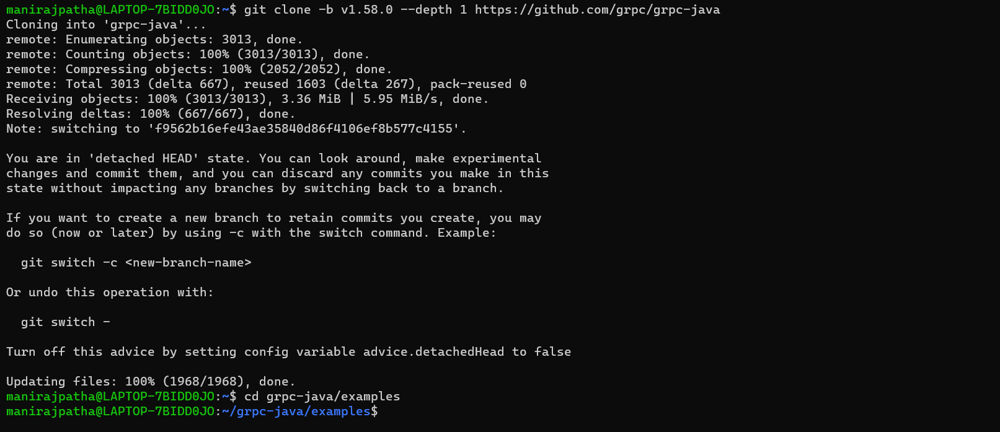 manirajpatha@LAPTOP-7BIDD0JO:~$ git clone -b v1.58.0 --depth 1 https://github.com/grpc/grpc-java
Cloning into 'grpc-java'...
remote: Enumerating objects: 3013, done.
remote: Counting objects: 100% (3013/3013), done.
remote: Compressing objects: 100% (2052/2052), done.
remote: Total 3013 (delta 667), reused 1603 (delta 267), pack-reused 0
Receiving objects: 100% (3013/3013), 3.36 MiB | 5.95 MiB/s, done.
Resolving deltas: 100% (667/667), done.
Note: switching to 'f9562b16efe43ae35840d86f4106ef8b577c4155'.

You are in 'detached HEAD' state. You can look around, make experimental
changes and commit them, and you can discard any commits you make in this
state without impacting any branches by switching back to a branch.

If you want to create a new branch to retain commits you create, you may
do so (now or later) by using -c with the switch command. Example:

  git switch -c <new-branch-name>

Or undo this operation with:

  git switch -

Turn off this advice by setting config variable advice.detachedHead to false

Updating files: 100% (1968/1968), done.
manirajpatha@LAPTOP-7BIDD0JO:~$ cd grpc-java/examples
manirajpatha@LAPTOP-7BIDD0JO:~/grpc-java/examples$